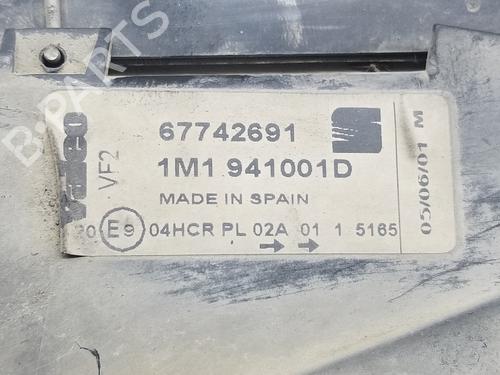 B-PARTS
Valeo
VF2
67742691
1M1 941001D
MADE IN SPAIN
E9 04HCR PL 02A 01 1 5165
05/06/01 M